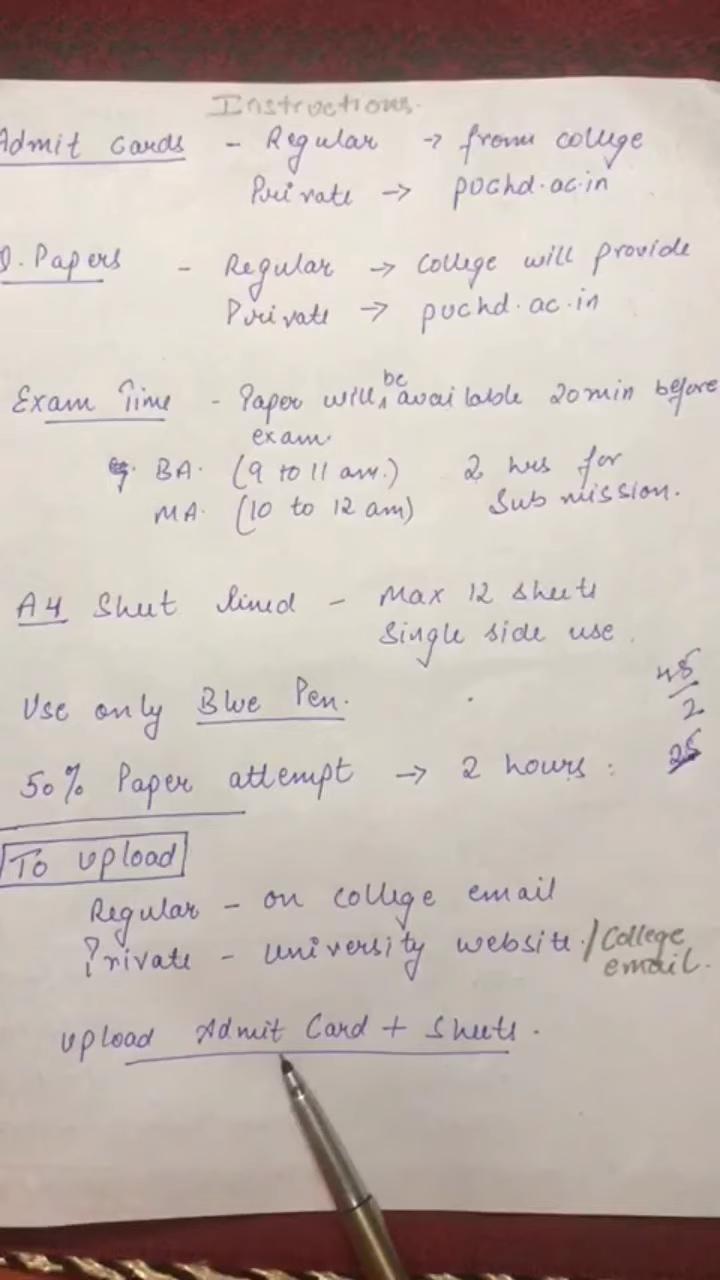 Instructions.
Admit Cards - Regular → from college
Private → puchd.ac.in
Q. Papers - Regular → College will provide
Private → puchd.ac.in
Exam Time - Paper will be available 20 min before
exam.
eg. BA. (9 to 11 am.) 2 hrs for
MA. (10 to 12 am) Submission.
A4 Sheet lined - Max 12 sheets
Single side use.
Use only Blue Pen.
45
2
50% Paper attempt → 2 hours :
25
To upload
Regular - on college email
Private - university website./College
email.
Upload Admit Card + Sheets.